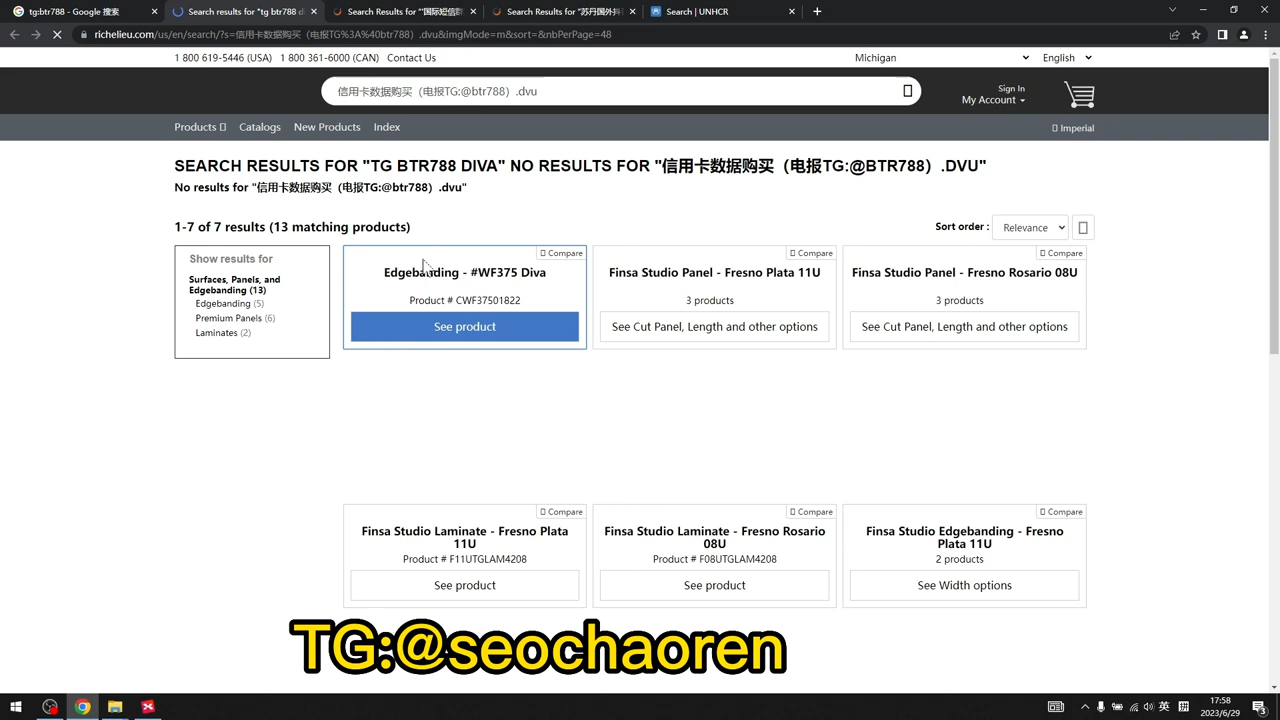 tg:btr788 - Google 搜索
Search for "tg btr788 di
Search Results for "国际短信群
Search Results for "苏丹国外料
Search | UNHCR
richelieu.com/us/en/search/?s=信用卡数据购买（电报TG%3A%40btr788）.dvu&imgMode=m&sort=&nbPerPage=48
1 800 619-5446 (USA) 1 800 361-6000 (CAN) Contact Us
Michigan
English
信用卡数据购买（电报TG:@btr788）.dvu
Sign In
My Account
Products
Catalogs
New Products
Index
Imperial
SEARCH RESULTS FOR "TG BTR788 DIVA" NO RESULTS FOR "信用卡数据购买（电报TG:@BTR788）.DVU"
No results for "信用卡数据购买（电报TG:@btr788）.dvu"
1-7 of 7 results (13 matching products)
Sort order :
Relevance
Show results for
Surfaces, Panels, and
Edgebanding (13)
Edgebanding (5)
Premium Panels (6)
Laminates (2)
Compare
Edgebanding - #WF375 Diva
Product # CWF37501822
See product
Compare
Finsa Studio Panel - Fresno Plata 11U
3 products
See Cut Panel, Length and other options
Compare
Finsa Studio Panel - Fresno Rosario 08U
3 products
See Cut Panel, Length and other options
Compare
Finsa Studio Laminate - Fresno Plata
11U
Product # F11UTGLAM4208
See product
Compare
Finsa Studio Laminate - Fresno Rosario
08U
Product # F08UTGLAM4208
See product
Compare
Finsa Studio Edgebanding - Fresno
Plata 11U
2 products
See Width options
TG:@seochaoren
英
拼
17:58
2023/6/29